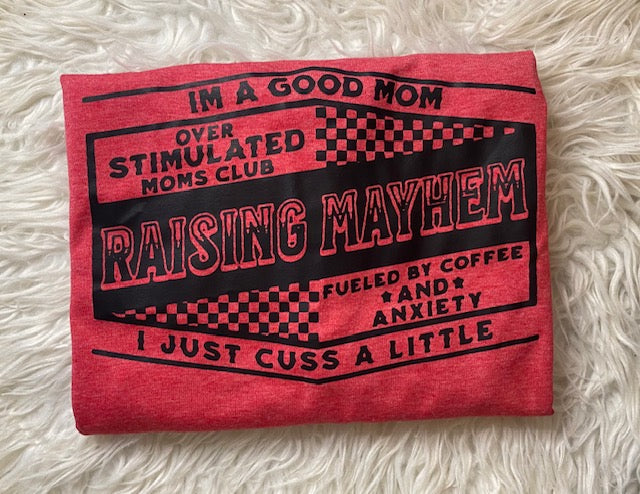 IM A GOOD MOM
OVER
STIMULATED
MOMS CLUB
RAISING MAYHEM
FUELED BY COFFEE
AND
ANXIETY
I JUST CUSS A LITTLE